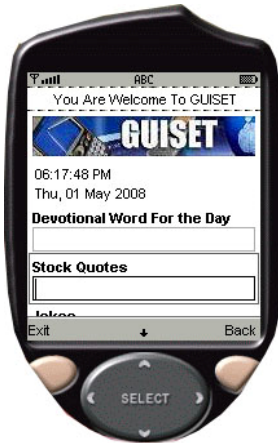 ABC
You Are Welcome To GUISET
GUISET
06:17:48 PM
Thu, 01 May 2008
Devotional Word For the Day
Stock Quotes
Jokes
Exit
Back
SELECT